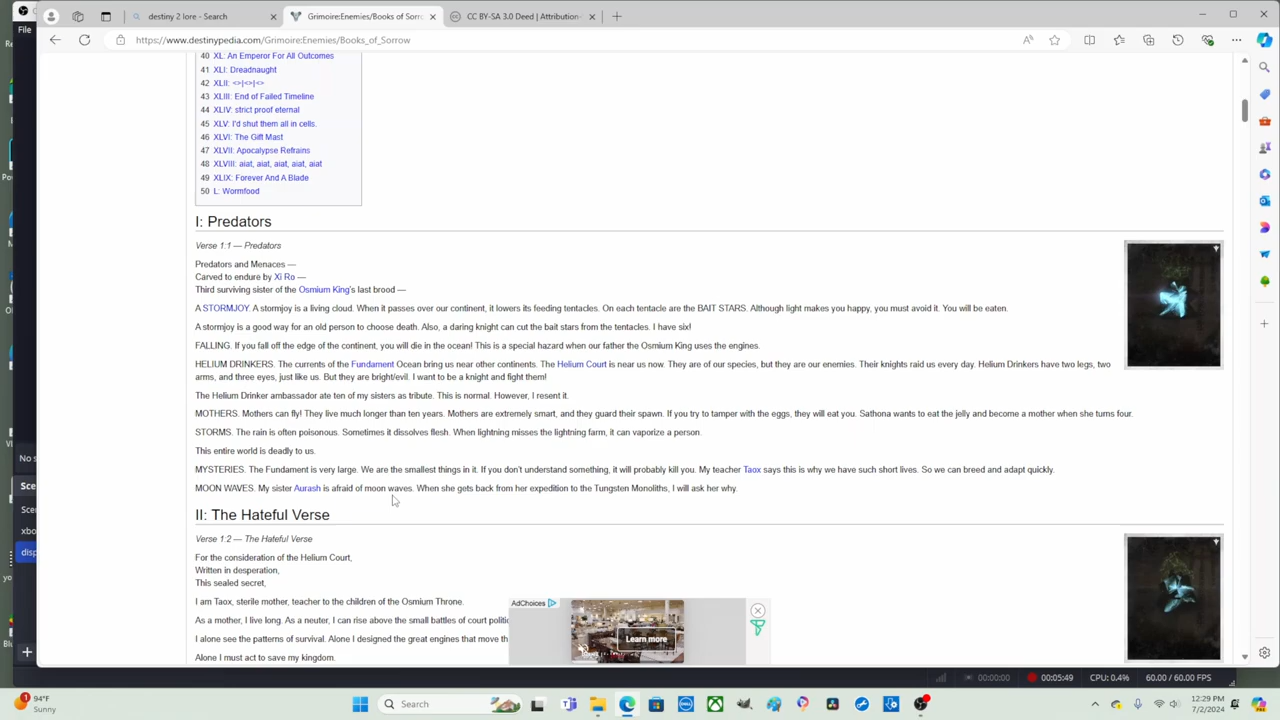 File
destiny 2 lore - Search
Grimoire:Enemies/Books of Sorro
CC BY-SA 3.0 Deed | Attribution-
https://www.destinypedia.com/Grimoire:Enemies/Books_of_Sorrow
40 XL: An Emperor For All Outcomes
41 XLI: Dreadnaught
42 XLII: <>|<>|<>
43 XLIII: End of Failed Timeline
44 XLIV: strict proof eternal
45 XLV: I'd shut them all in cells.
46 XLVI: The Gift Mast
47 XLVII: Apocalypse Refrains
48 XLVIII: aiat, aiat, aiat, aiat, aiat
49 XLIX: Forever And A Blade
50 L: Wormfood
I: Predators
Verse 1:1 — Predators
Predators and Menaces —
Carved to endure by Xi Ro —
Third surviving sister of the Osmium King's last brood —
A STORMJOY. A stormjoy is a living cloud. When it passes over our continent, it lowers its feeding tentacles. On each tentacle are the BAIT STARS. Although light makes you happy, you must avoid it. You will be eaten.
A stormjoy is a good way for an old person to choose death. Also, a daring knight can cut the bait stars from the tentacles. I have six!
FALLING. If you fall off the edge of the continent, you will die in the ocean! This is a special hazard when our father the Osmium King uses the engines.
HELIUM DRINKERS. The currents of the Fundament Ocean bring us near other continents. The Helium Court is near us now. They are of our species, but they are our enemies. Their knights raid us every day. Helium Drinkers have two legs, two
arms, and three eyes, just like us. But they are bright/evil. I want to be a knight and fight them!
The Helium Drinker ambassador ate ten of my sisters as tribute. This is normal. However, I resent it.
MOTHERS. Mothers can fly! They live much longer than ten years. Mothers are extremely smart, and they guard their spawn. If you try to tamper with the eggs, they will eat you. Sathona wants to eat the jelly and become a mother when she turns four.
STORMS. The rain is often poisonous. Sometimes it dissolves flesh. When lightning misses the lightning farm, it can vaporize a person.
This entire world is deadly to us.
MYSTERIES. The Fundament is very large. We are the smallest things in it. If you don't understand something, it will probably kill you. My teacher Taox says this is why we have such short lives. So we can breed and adapt quickly.
MOON WAVES. My sister Aurash is afraid of moon waves. When she gets back from her expedition to the Tungsten Monoliths, I will ask her why.
II: The Hateful Verse
Verse 1:2 — The Hateful Verse
For the consideration of the Helium Court,
Written in desperation,
This sealed secret,
I am Taox, sterile mother, teacher to the children of the Osmium Throne.
As a mother, I live long. As a neuter, I can rise above the small battles of court politic
I alone see the patterns of survival. Alone I designed the great engines that move th
Alone I must act to save my kingdom.
AdChoices
Learn more
No s
Scen
Scen
xbo
disp
00:00:00
00:05:49
CPU: 0.4%
60.00 / 60.00 FPS
94°F
Sunny
Search
12:29 PM
7/2/2024